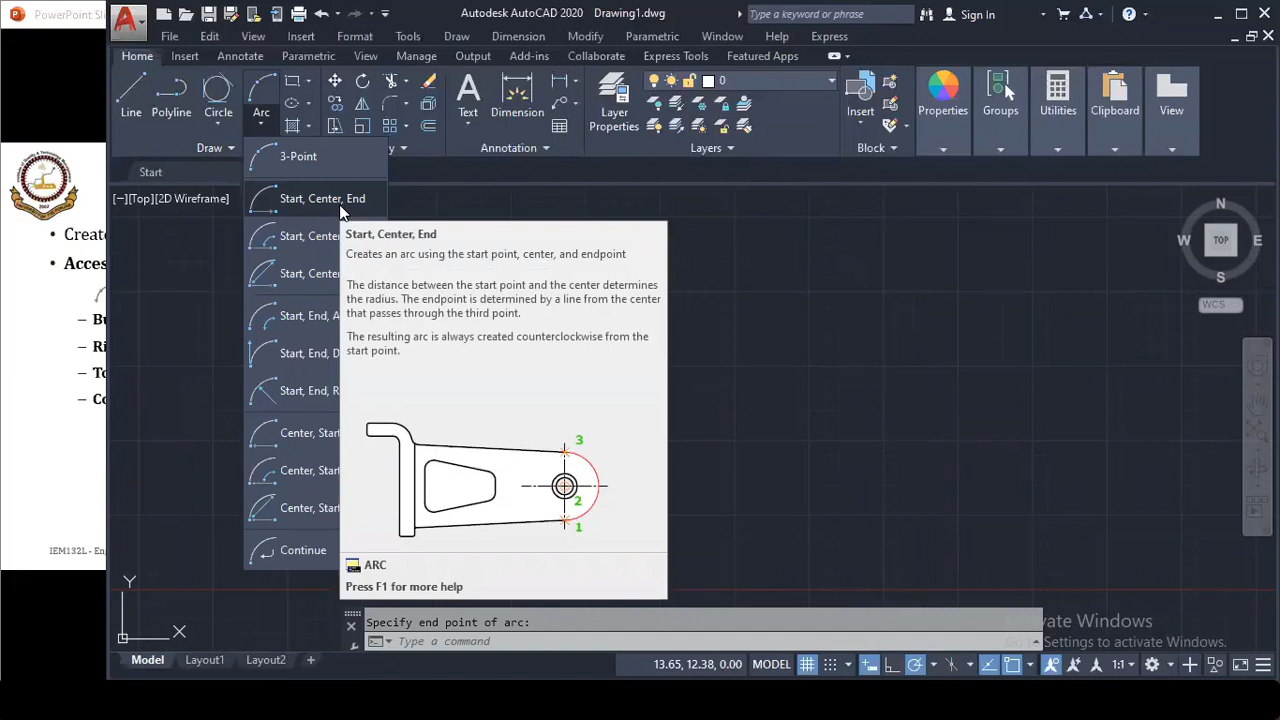 PowerPoint Sl
Autodesk AutoCAD 2020 Drawing1.dwg
Type a keyword or phrase
Sign In
File Edit View Insert Format Tools Draw Dimension Modify Parametric Window Help Express
Home Insert Annotate Parametric View Manage Output Add-ins Collaborate Express Tools Featured Apps
Line Polyline Circle Arc
Text Dimension
Layer
Properties
0
Insert
Properties Groups Utilities Clipboard View
Draw
Annotation
Layers
Block
Start
[−][Top][2D Wireframe]
3-Point
Start, Center, End
Start, Center
Start, Center
Start, End, A
Start, End, D
Start, End, R
Center, Start
Center, Start
Center, Start
Continue
Start, Center, End
Creates an arc using the start point, center, and endpoint
The distance between the start point and the center determines
the radius. The endpoint is determined by a line from the center
that passes through the third point.
The resulting arc is always created counterclockwise from the
start point.
3
2
1
ARC
Press F1 for more help
• Create
• Acces
– Bu
– Ri
– To
– Co
IEM132L - Eng
N
W TOP E
S
WCS
Y
X
Specify end point of arc:
Type a command
vate Windows
Settings to activate Windows.
Model Layout1 Layout2 +
13.65, 12.38, 0.00 MODEL
1:1